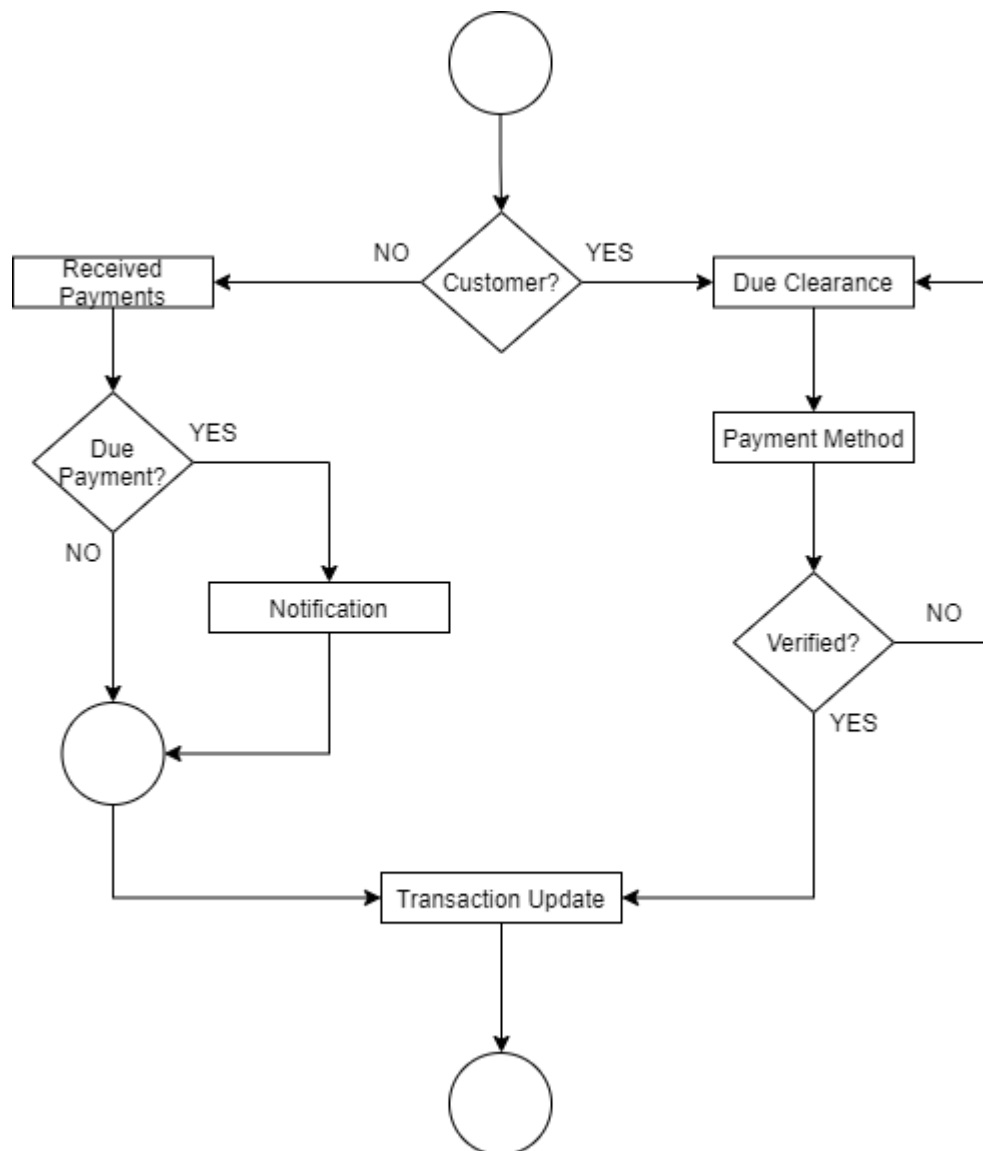 NO
YES
Received
Payments
Customer?
Due Clearance
YES
Due
Payment?
Payment Method
NO
Notification
Verified?
NO
YES
Transaction Update